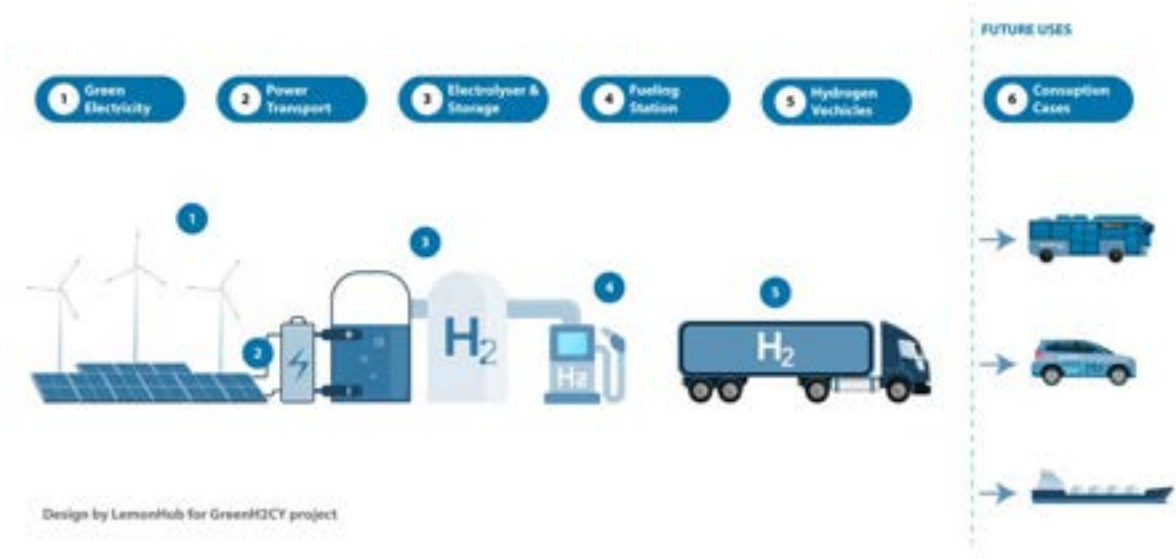 FUTURE USES
1 Green
Electricity
2 Power
Transport
3 Electrolyser &
Storage
4 Fueling
Station
5 Hydrogen
Vechicles
6 Consuption
Cases
1
3
4
5
2
H2
H2
H2
Design by LemonHub for GreenH2CY project